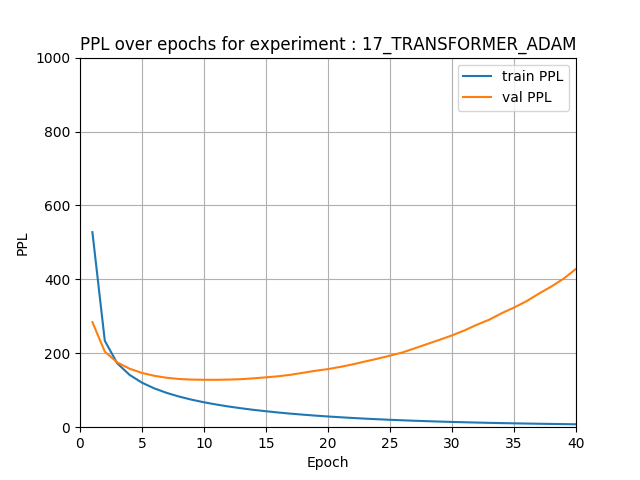 PPL over epochs for experiment : 17_TRANSFORMER_ADAM
1000
800
600
400
200
0
PPL
train PPL
val PPL
0 5 10 15 20 25 30 35 40
Epoch